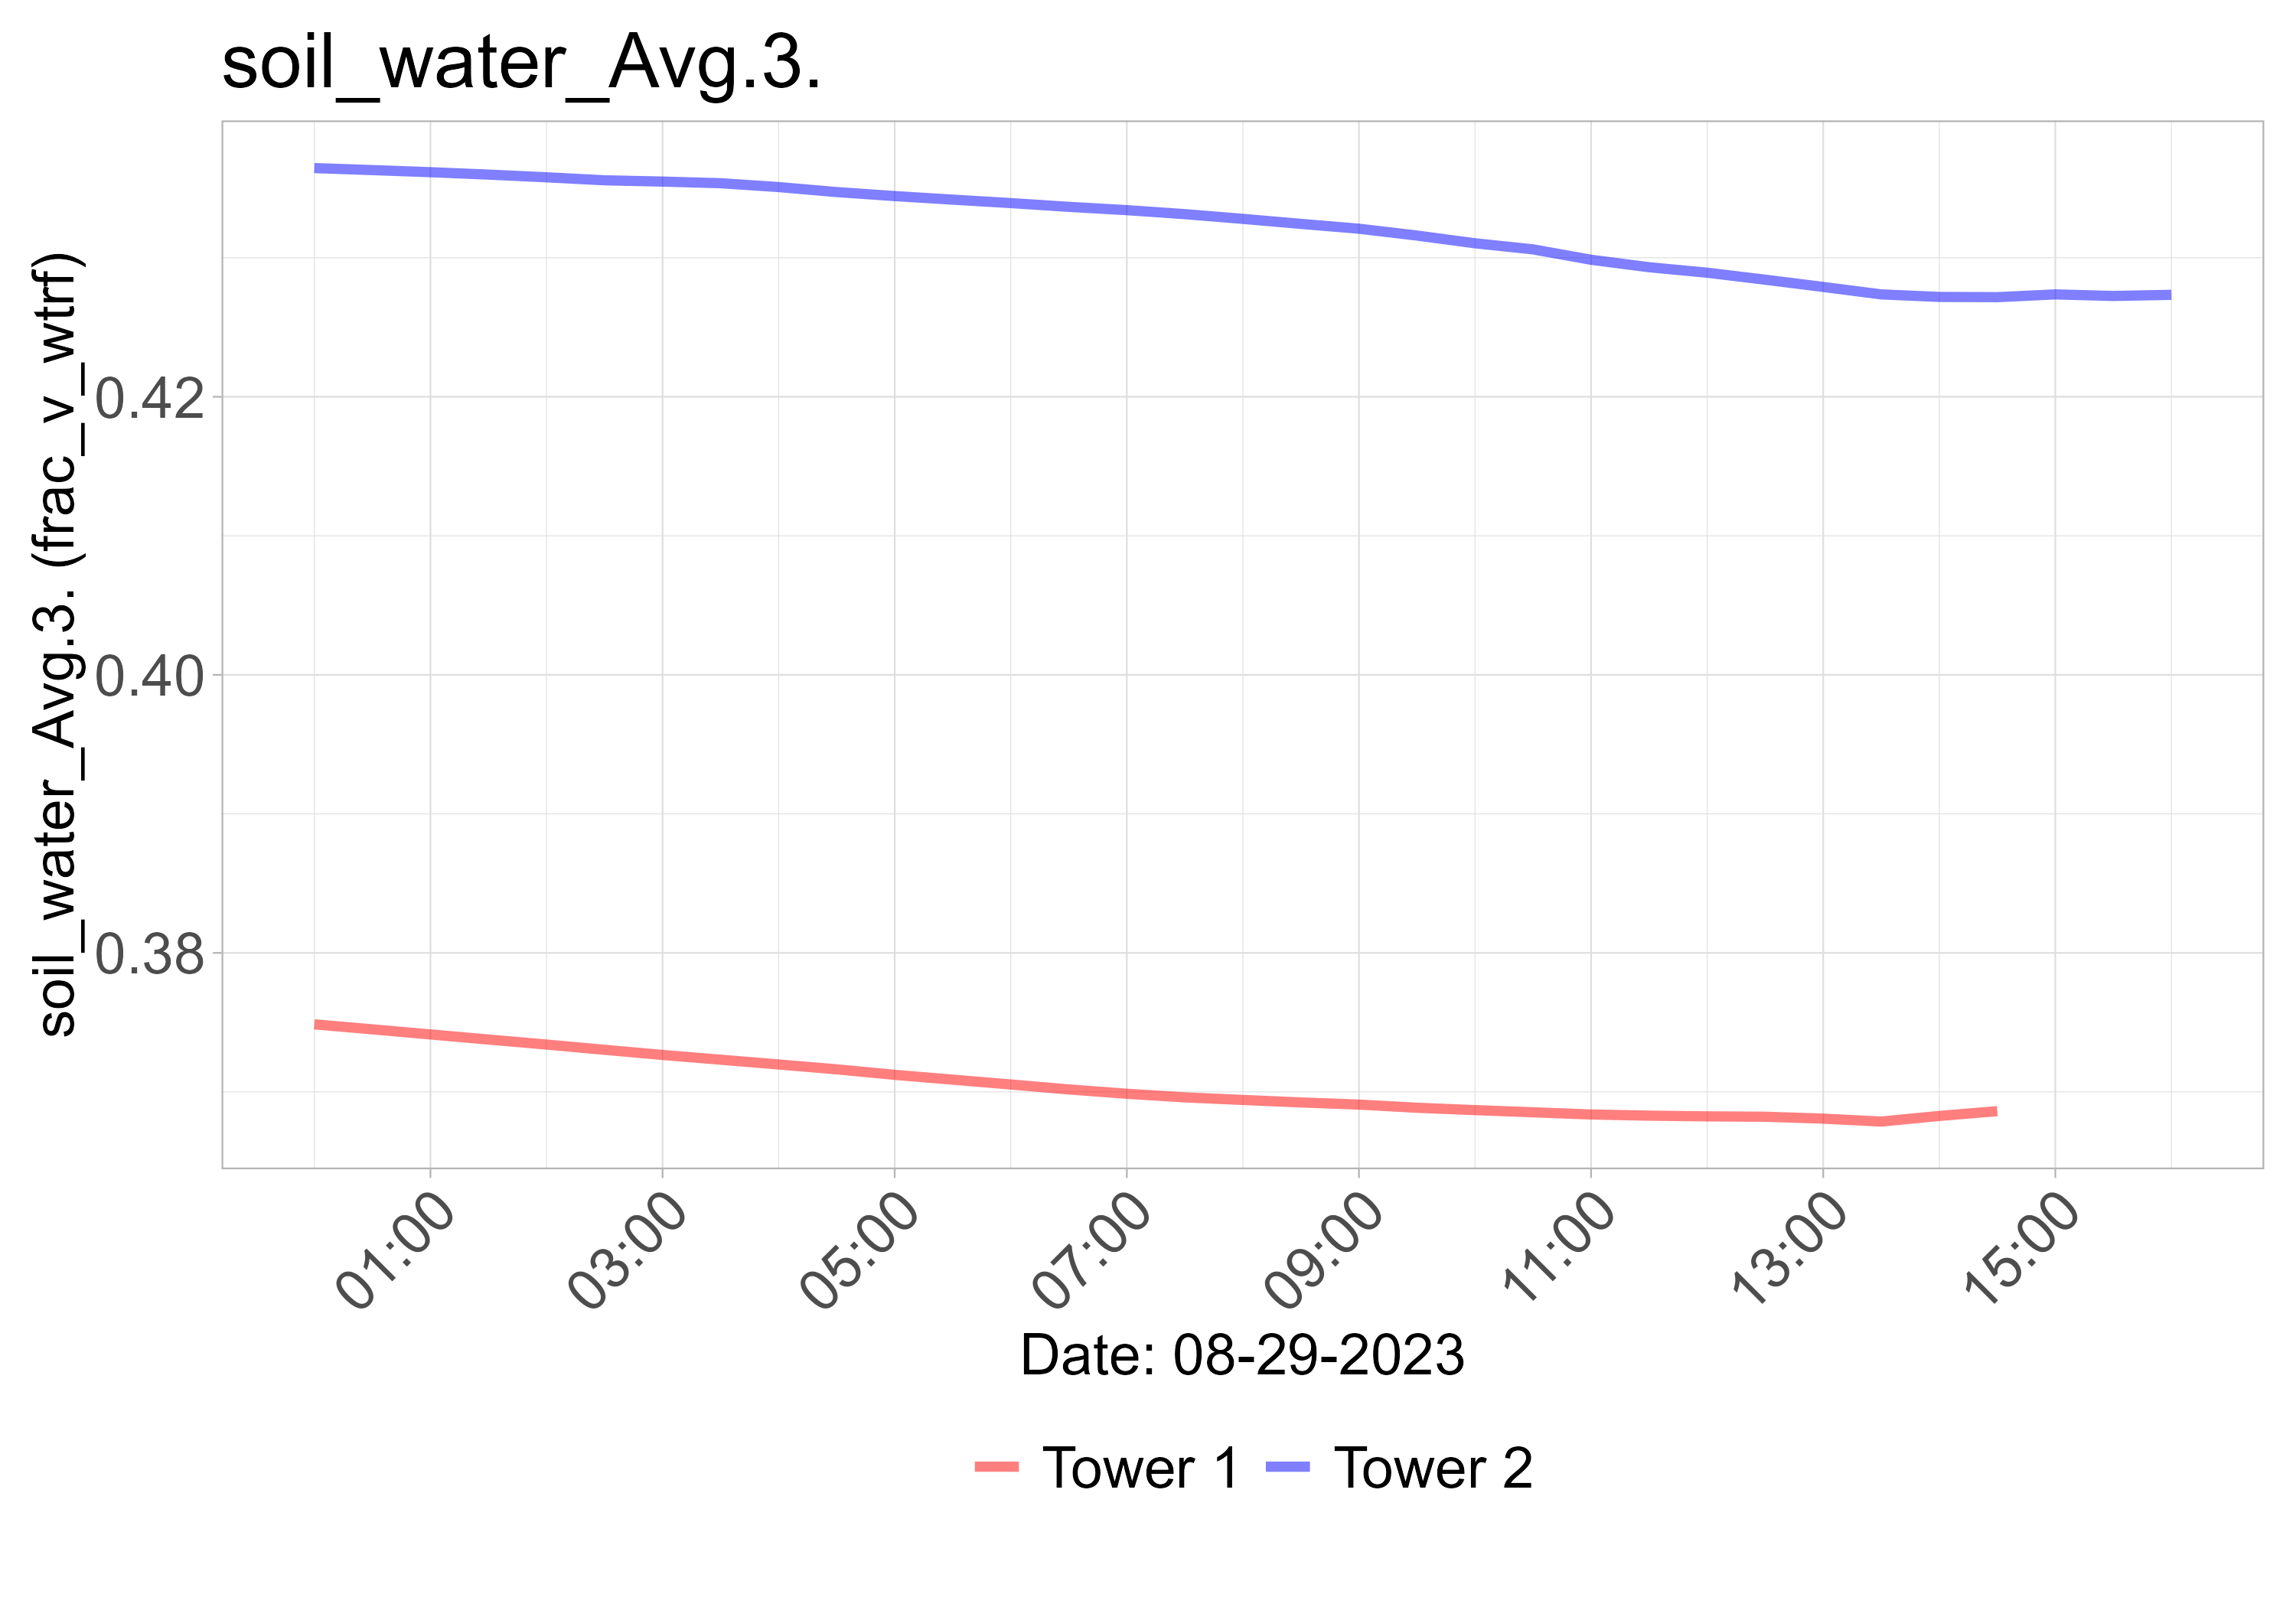 soil_water_Avg.3.
soil_water_Avg.3. (frac_v_wtrf)
0.42
0.40
0.38
01:00
03:00
05:00
07:00
09:00
11:00
13:00
15:00
Date: 08-29-2023
Tower 1
Tower 2